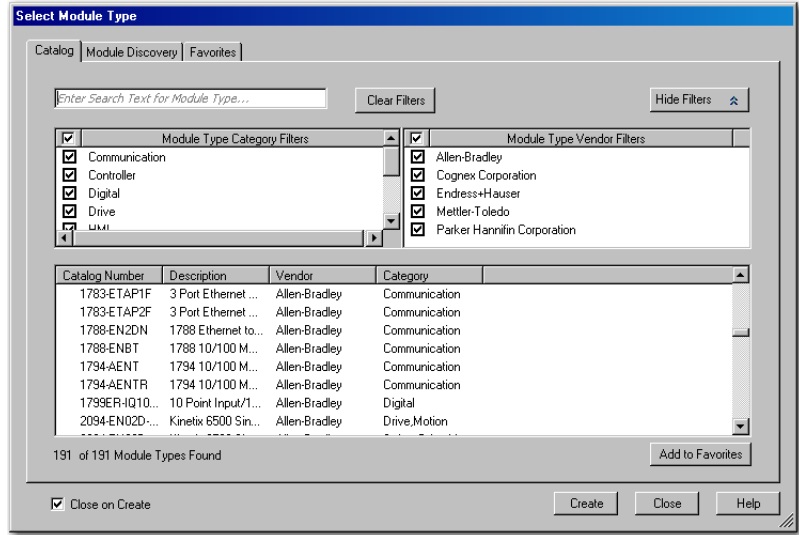 Select Module Type
Catalog Module Discovery Favorites
Enter Search Text for Module Type... Clear Filters Hide Filters
Module Type Category Filters Module Type Vendor Filters
Communication Allen-Bradley
Controller Cognex Corporation
Digital Endress+Hauser
Drive Mettler-Toledo
HMI Parker Hannifin Corporation
Catalog Number Description Vendor Category
1783-ETAP1F 3 Port Ethernet ... Allen-Bradley Communication
1783-ETAP2F 3 Port Ethernet ... Allen-Bradley Communication
1788-EN2DN 1788 Ethernet to... Allen-Bradley Communication
1788-ENBT 1788 10/100 M... Allen-Bradley Communication
1794-AENT 1794 10/100 M... Allen-Bradley Communication
1794-AENTR 1794 10/100 M... Allen-Bradley Communication
1799ER-IQ10... 10 Point Input/1... Allen-Bradley Digital
2094-EN02D-... Kinetix 6500 Sin... Allen-Bradley Drive,Motion
191 of 191 Module Types Found Add to Favorites
Close on Create Create Close Help